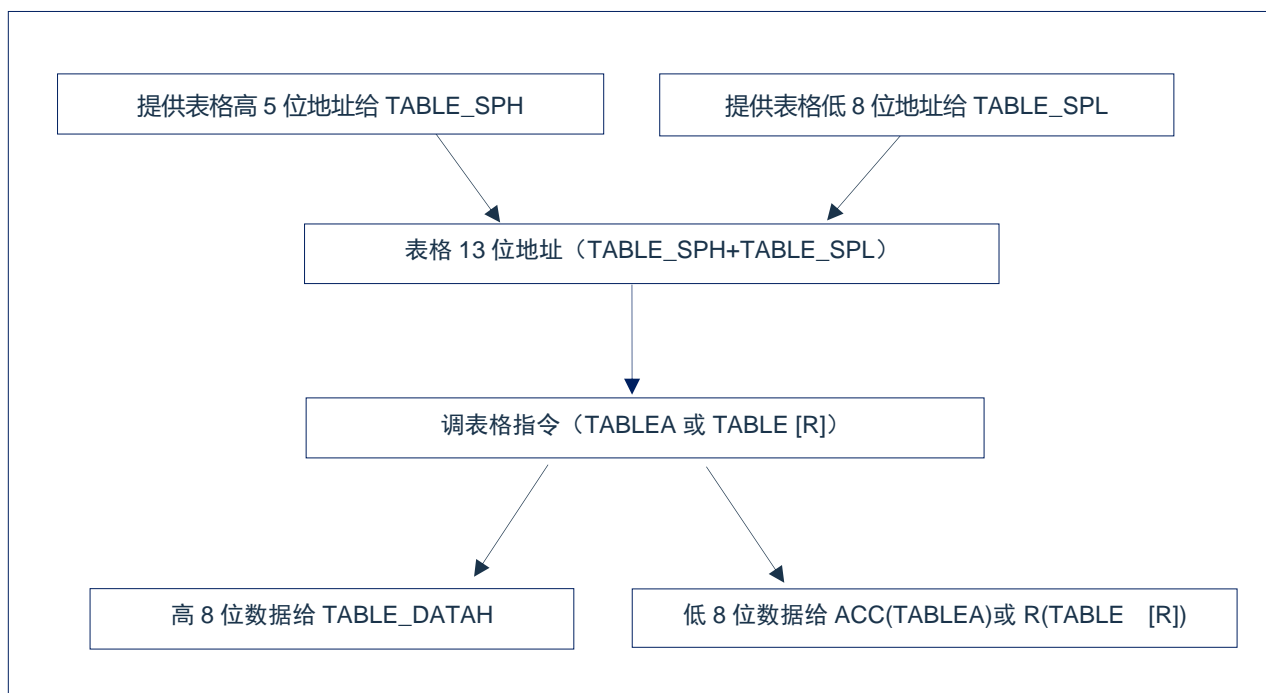 提供表格高 5 位地址给 TABLE_SPH
提供表格低 8 位地址给 TABLE_SPL
表格 13 位地址（TABLE_SPH+TABLE_SPL）
调表格指令（TABLEA 或 TABLE [R]）
高 8 位数据给 TABLE_DATAH
低 8 位数据给 ACC(TABLEA)或 R(TABLE [R])